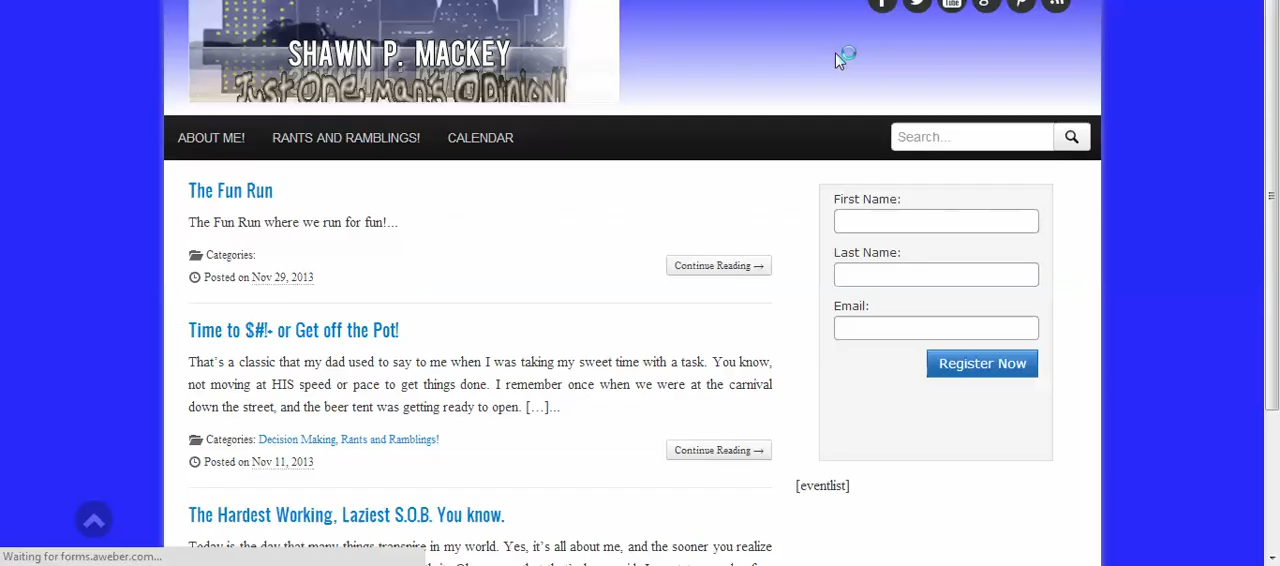 SHAWN P. MACKEY
Just One man's Opinion!
ABOUT ME!
RANTS AND RAMBLINGS!
CALENDAR
Search...
The Fun Run
The Fun Run where we run for fun!...
Categories:
Posted on Nov 29, 2013
Continue Reading →
Time to $#!+ or Get off the Pot!
That's a classic that my dad used to say to me when I was taking my sweet time with a task. You know,
not moving at HIS speed or pace to get things done. I remember once when we were at the carnival
down the street, and the beer tent was getting ready to open. […]...
Categories: Decision Making, Rants and Ramblings!
Posted on Nov 11, 2013
Continue Reading →
The Hardest Working, Laziest S.O.B. You know.
Today is the day that many things transpire in my world. Yes, it's all about me, and the sooner you realize
First Name:
Last Name:
Email:
Register Now
[eventlist]
Waiting for forms.aweber.com...